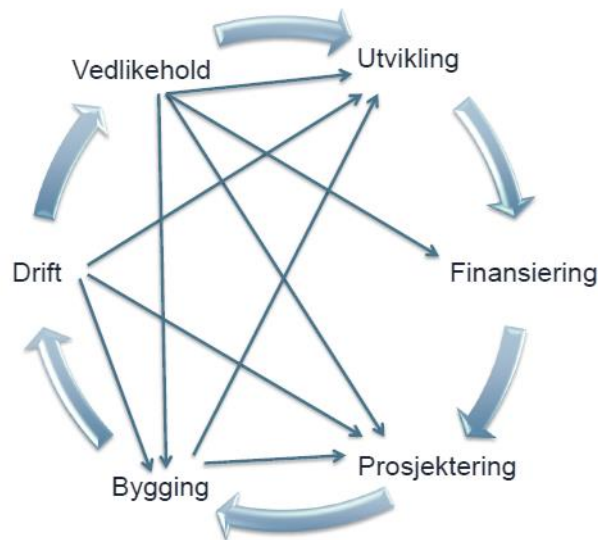 Vedlikehold
Utvikling
Drift
Finansiering
Bygging
Prosjektering